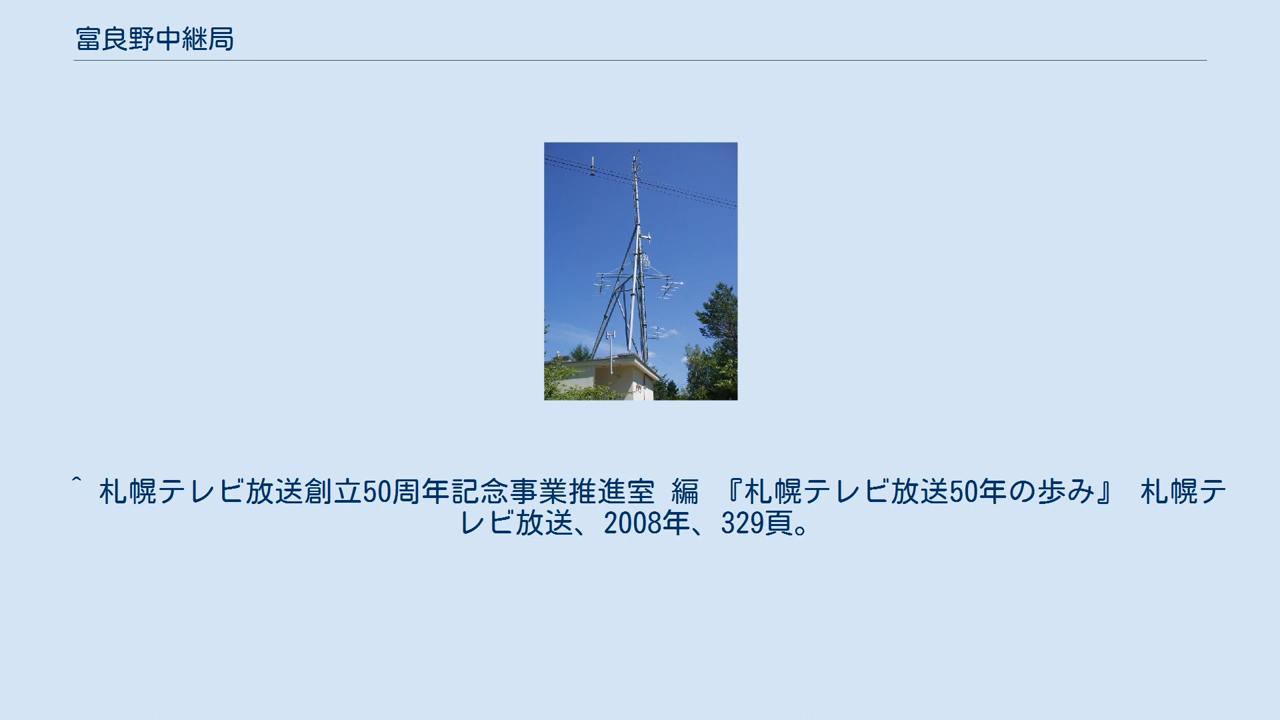 富良野中継局
^ 札幌テレビ放送創立50周年記念事業推進室 編 『札幌テレビ放送50年の歩み』 札幌テ
レビ放送、2008年、329頁。